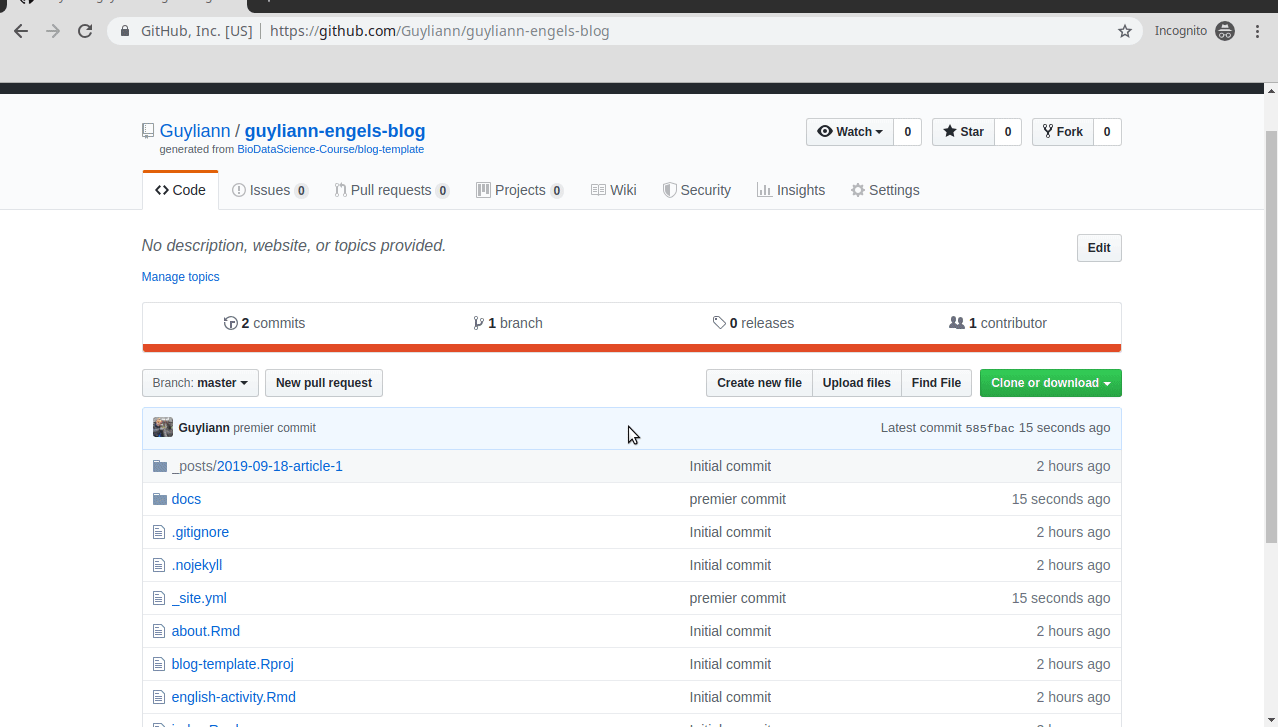 GitHub, Inc. [US] https://github.com/Guyliann/guyliann-engels-blog Incognito
Guyliann / guyliann-engels-blog
Watch 0 Star 0 Fork 0
generated from BioDataScience-Course/blog-template
Code Issues 0 Pull requests 0 Projects 0 Wiki Security Insights Settings
No description, website, or topics provided.
Edit
Manage topics
2 commits 1 branch 0 releases 1 contributor
Branch: master New pull request Create new file Upload files Find File Clone or download
Guyliann premier commit Latest commit 585fbac 15 seconds ago
_posts/2019-09-18-article-1 Initial commit 2 hours ago
docs premier commit 15 seconds ago
.gitignore Initial commit 2 hours ago
.nojekyll Initial commit 2 hours ago
_site.yml premier commit 15 seconds ago
about.Rmd Initial commit 2 hours ago
blog-template.Rproj Initial commit 2 hours ago
english-activity.Rmd Initial commit 2 hours ago